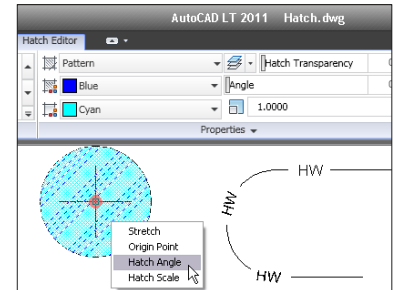 AutoCAD LT 2011 Hatch.dwg
Hatch Editor
Pattern
Hatch Transparency
Blue
Angle
Cyan
1.0000
Properties
HW
HW
HW
Stretch
Origin Point
Hatch Angle
Hatch Scale